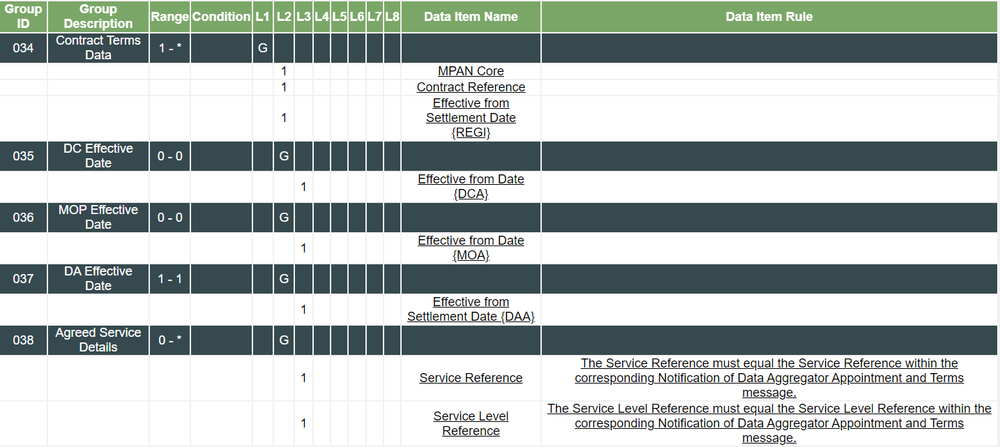 Group ID Group Description Range Condition L1 L2 L3 L4 L5 L6 L7 L8 Data Item Name Data Item Rule
034 Contract Terms Data 1 - * G
1 MPAN Core
1 Contract Reference
1 Effective from Settlement Date {REGI}
035 DC Effective Date 0 - 0 G
1 Effective from Date {DCA}
036 MOP Effective Date 0 - 0 G
1 Effective from Date {MOA}
037 DA Effective Date 1 - 1 G
1 Effective from Settlement Date {DAA}
038 Agreed Service Details 0 - * G
1 Service Reference The Service Reference must equal the Service Reference within the corresponding Notification of Data Aggregator Appointment and Terms message.
1 Service Level Reference The Service Level Reference must equal the Service Level Reference within the corresponding Notification of Data Aggregator Appointment and Terms message.